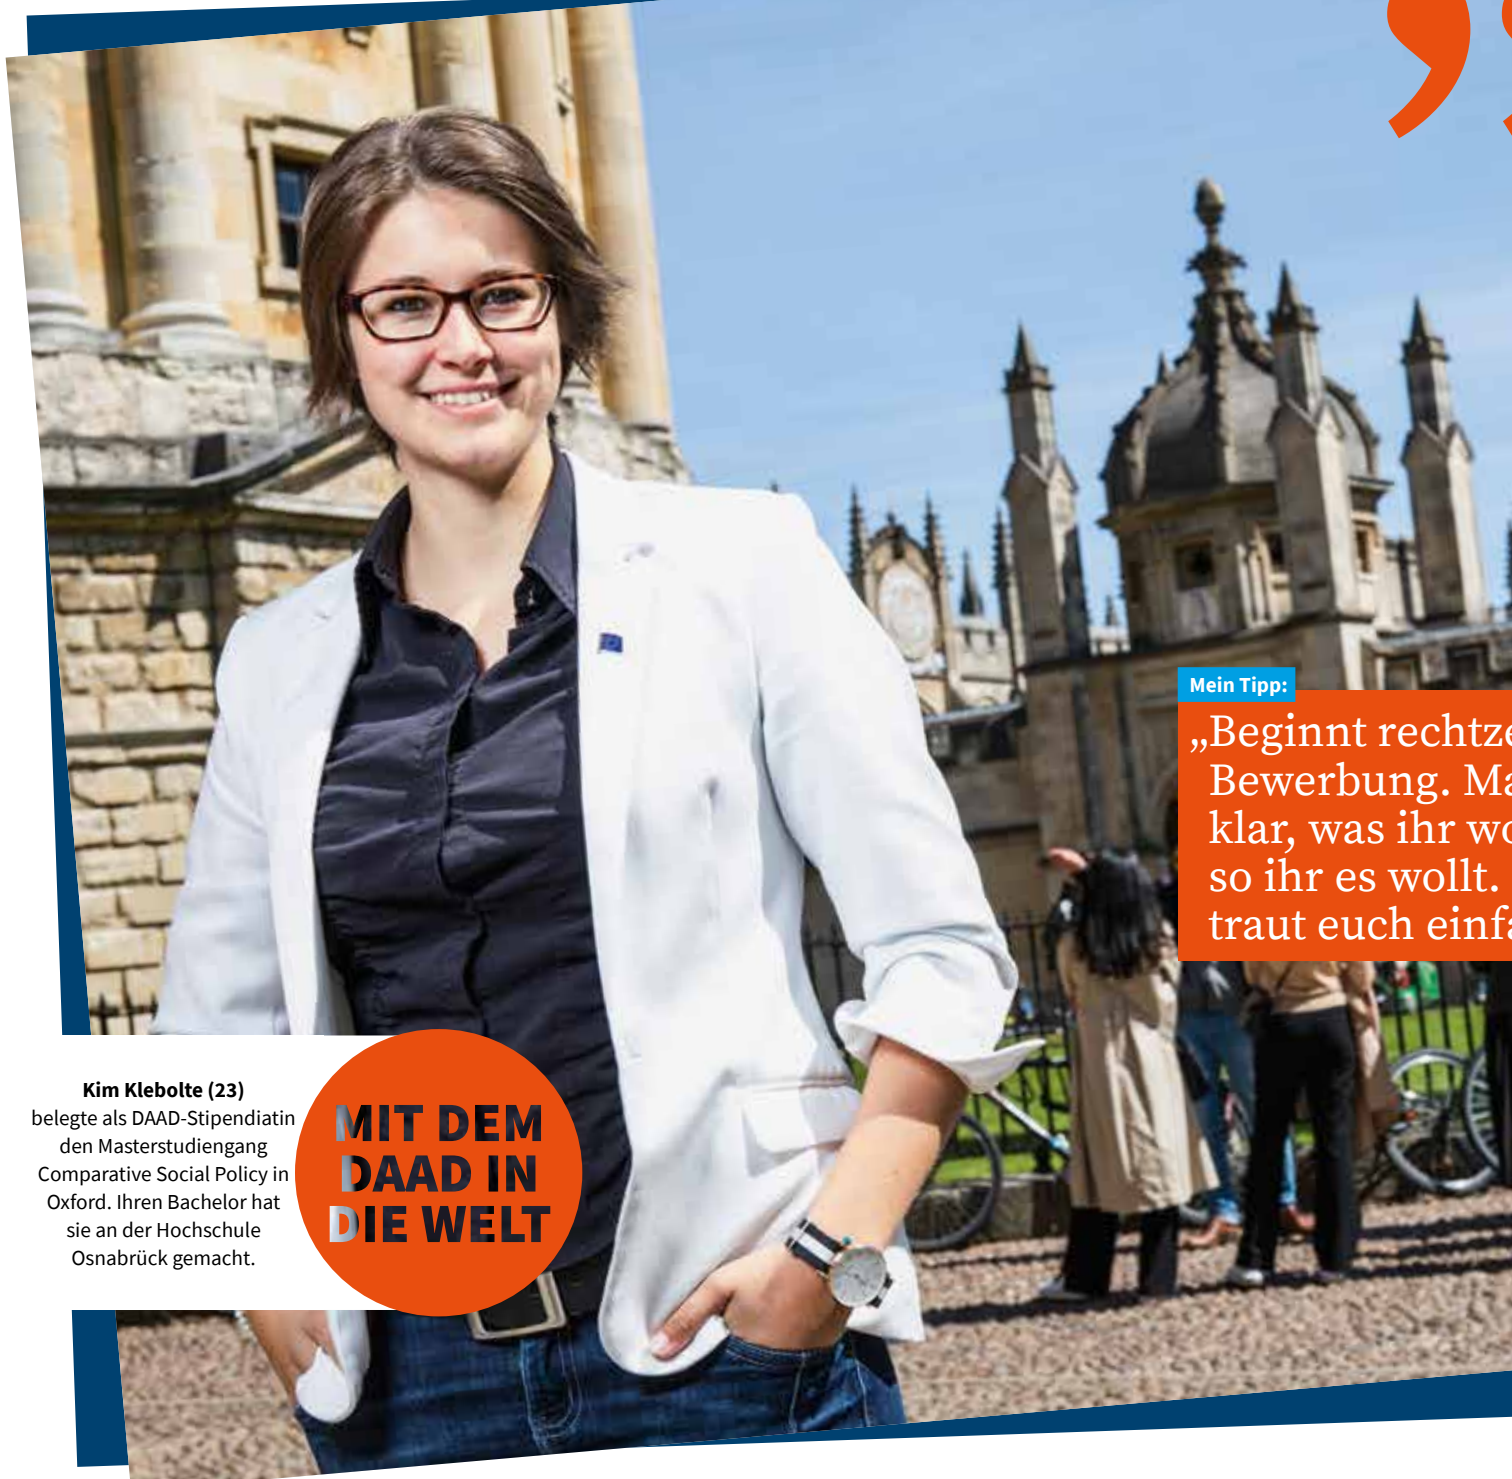 Mein Tipp:
„Beginnt
Bewerbung.
klar, was ihr
so ihr es wollt.
traut euch
Kim Klebolte (23)
belegte als DAAD-Stipendiatin
den Masterstudiengang
Comparative Social Policy in
Oxford. Ihren Bachelor hat
sie an der Hochschule
Osnabrück gemacht.
MIT DEM
DAAD IN
DIE WELT